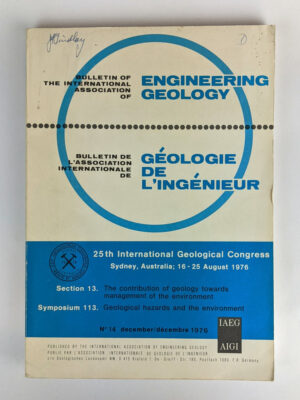 BULLETIN OF
THE INTERNATIONAL
ASSOCIATION
OF
ENGINEERING
GEOLOGY
BULLETIN DE
L'ASSOCIATION
INTERNATIONALE
DE
GÉOLOGIE
DE
L'INGÉNIEUR
25th International Geological Congress
Sydney, Australia; 16 - 25 August 1976
Section 13. The contribution of geology towards
management of the environment
Symposium 113. Geological hazards and the environment
N° 14 december/décembre 1976
IAEG
AIGI
PUBLISHED BY THE INTERNATIONAL ASSOCIATION OF ENGINEERING GEOLOGY
PUBLIE PAR L'ASSOCIATION INTERNATIONALE DE GEOLOGIE DE L'INGENIEUR